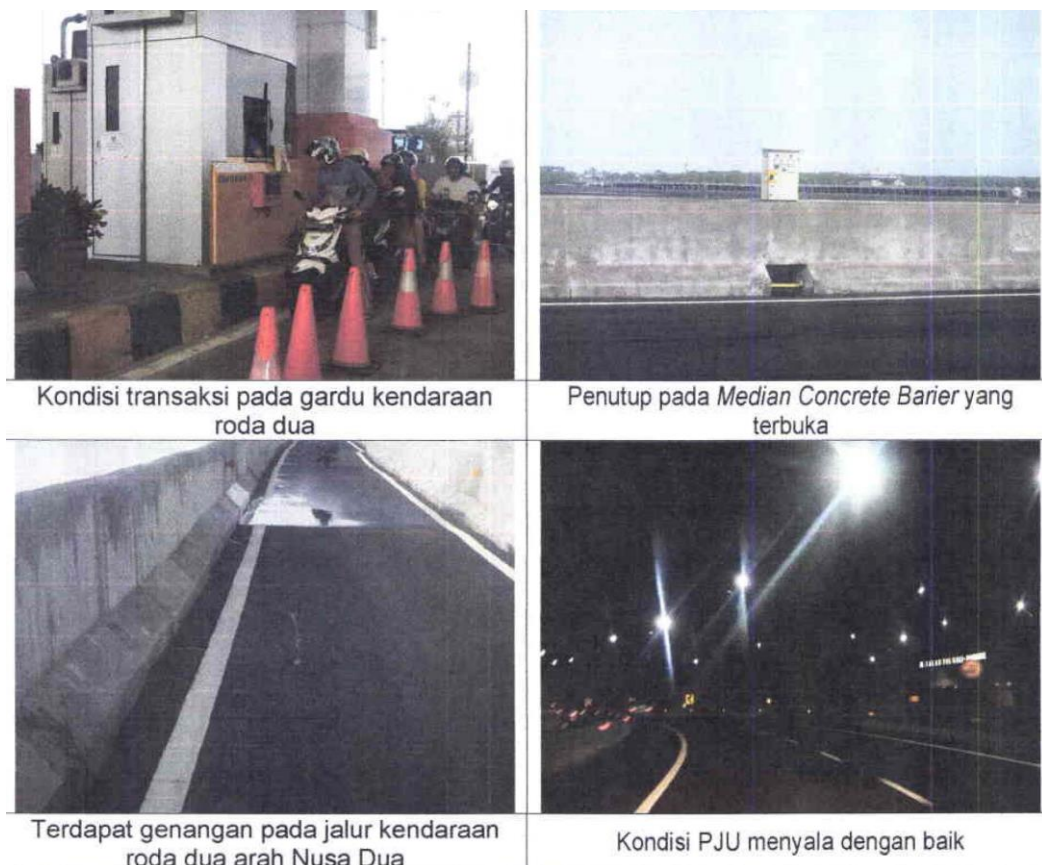 Kondisi transaksi pada gardu kendaraan
roda dua
Penutup pada Median Concrete Barier yang
terbuka
Terdapat genangan pada jalur kendaraan
roda dua arah Nusa Dua
Kondisi PJU menyala dengan baik